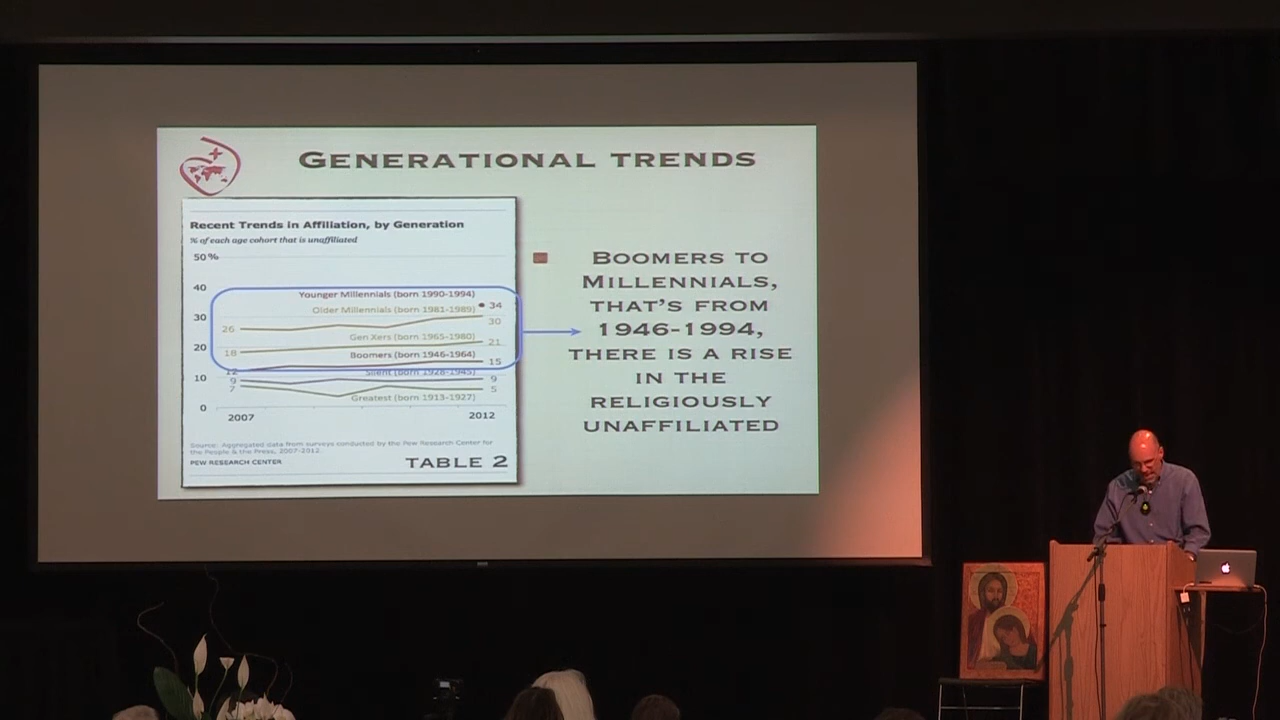 GENERATIONAL TRENDS
Recent Trends in Affiliation, by Generation
% of each age cohort that is unaffiliated
50%
40
Younger Millennials (born 1990-1994)
34
Older Millennials (born 1981-1989)
30
30
26
Gen Xers (born 1965-1980)
21
20
18
Boomers (born 1946-1964)
15
12
Silent (born 1928-1945)
10
9
9
7
5
Greatest (born 1913-1927)
0
2007
2012
Source: Aggregated data from surveys conducted by the Pew Research Center for
the People & the Press, 2007-2012.
PEW RESEARCH CENTER
TABLE 2
BOOMERS TO
MILLENNIALS,
THAT'S FROM
1946-1994,
THERE IS A RISE
IN THE
RELIGIOUSLY
UNAFFILIATED